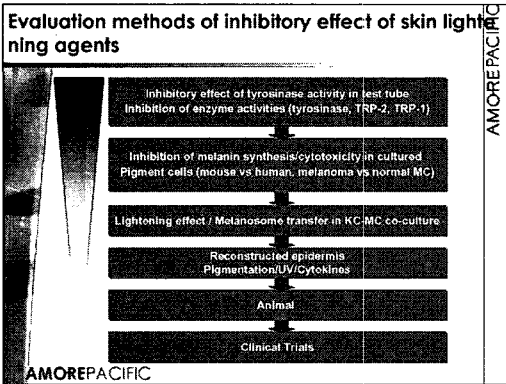 Evaluation methods of inhibitory effect of skin lighte
ning agents
AMOREPACIFIC
Inhibitory effect of tyrosinase activity in test tube
Inhibition of enzyme activities (tyrosinase, TRP-2, TRP-1)
Inhibition of melanin synthesis/cytotoxicity in cultured
Pigment cells (mouse vs human, melanoma vs normal MC)
Lightening effect / Melanosome transfer in KC-MC co-culture
Reconstructed epidermis
Pigmentation/UV/Cytokines
Animal
Clinical Trials
AMOREPACIFIC